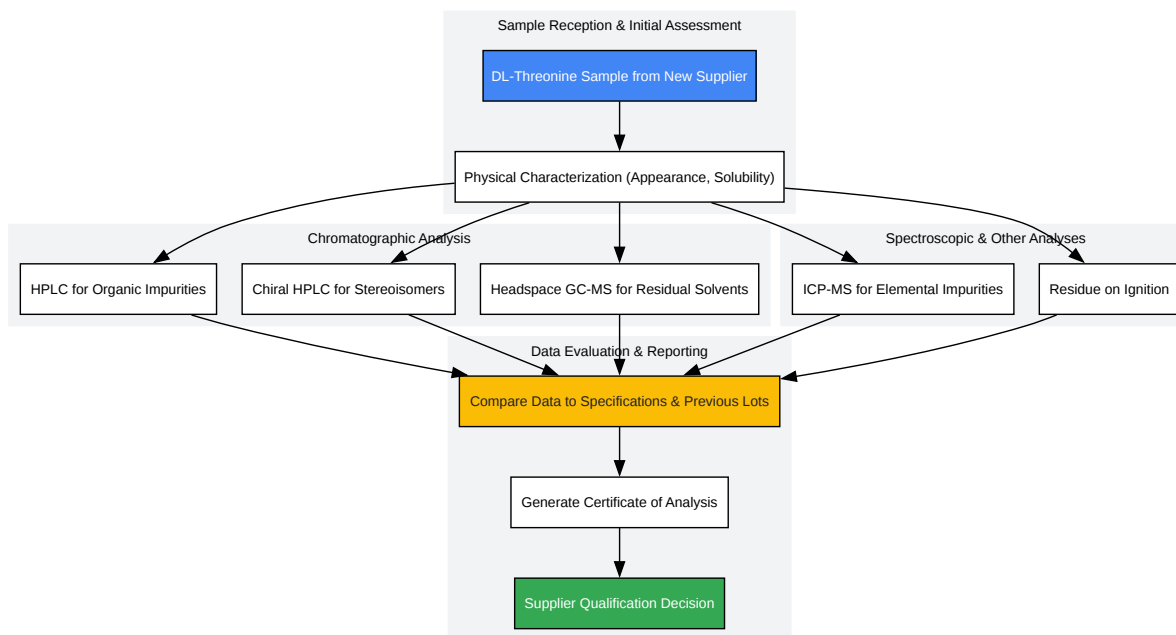 Sample Reception & Initial Assessment
DL-Threonine Sample from New Supplier
Physical Characterization (Appearance, Solubility)
Chromatographic Analysis
Spectroscopic & Other Analyses
HPLC for Organic Impurities
Chiral HPLC for Stereoisomers
Headspace GC-MS for Residual Solvents
ICP-MS for Elemental Impurities
Residue on Ignition
Data Evaluation & Reporting
Compare Data to Specifications & Previous Lots
Generate Certificate of Analysis
Supplier Qualification Decision